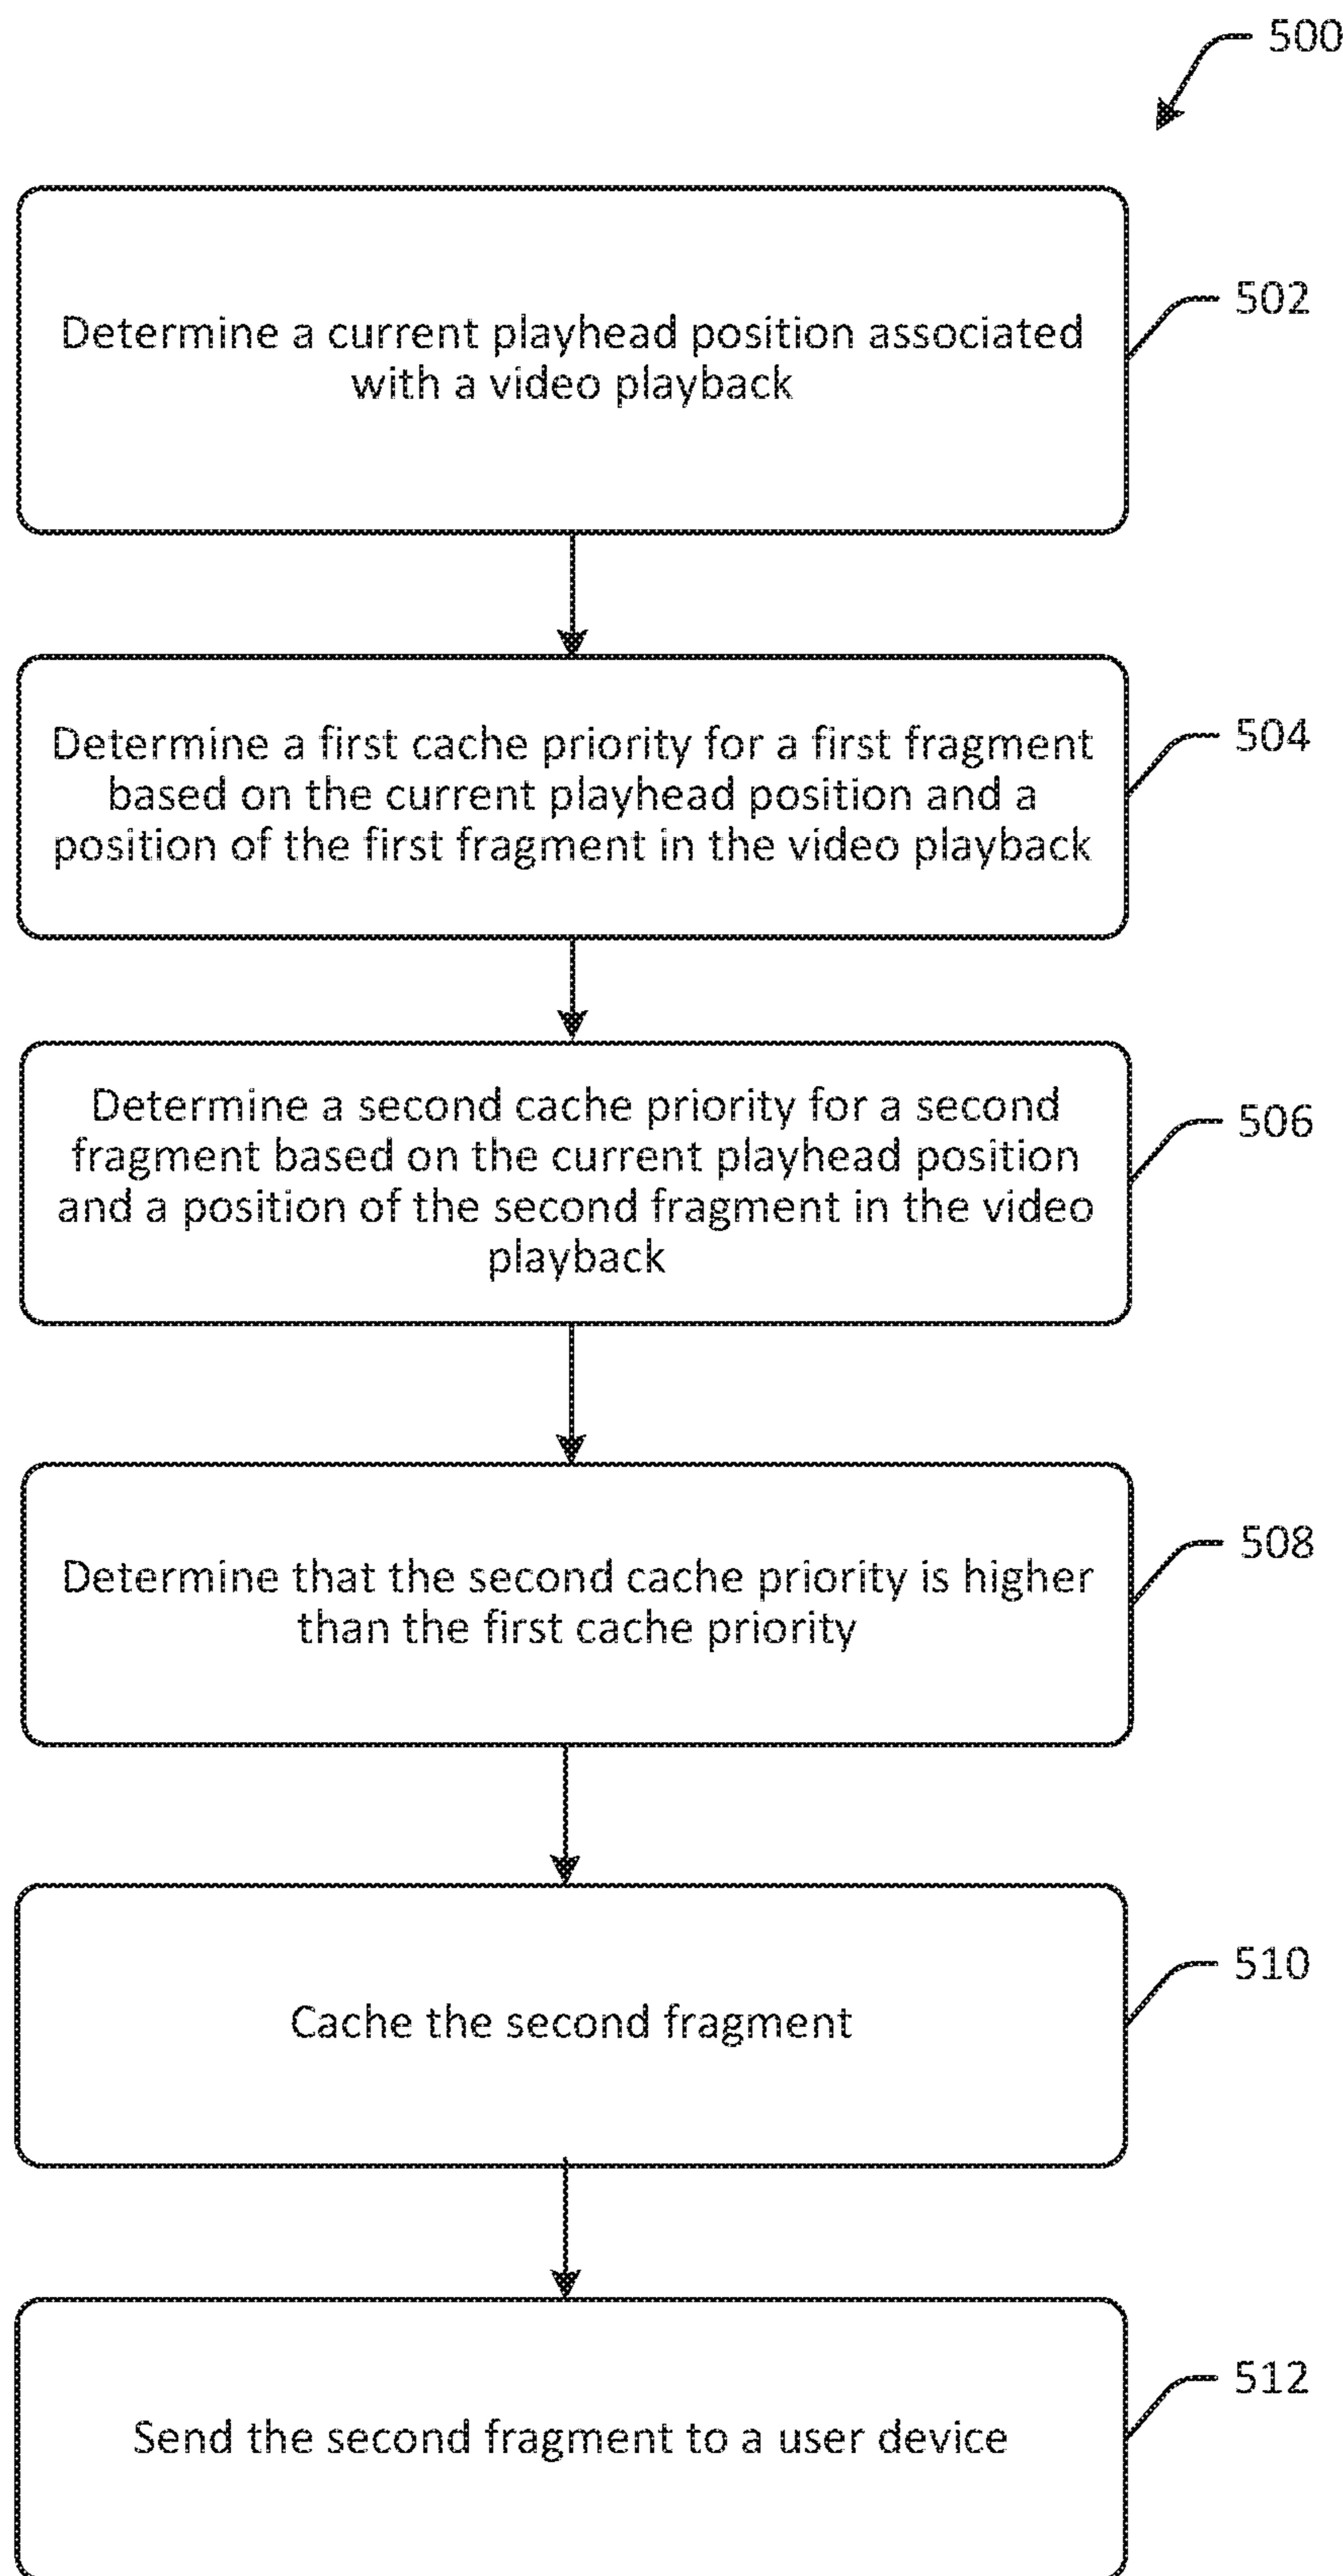 500
Determine a current playhead position associated
with a video playback
502
Determine a first cache priority for a first fragment
based on the current playhead position and a
position of the first fragment in the video playback
504
Determine a second cache priority for a second
fragment based on the current playhead position
and a position of the second fragment in the video
playback
506
Determine that the second cache priority is higher
than the first cache priority
508
Cache the second fragment
510
Send the second fragment to a user device
512